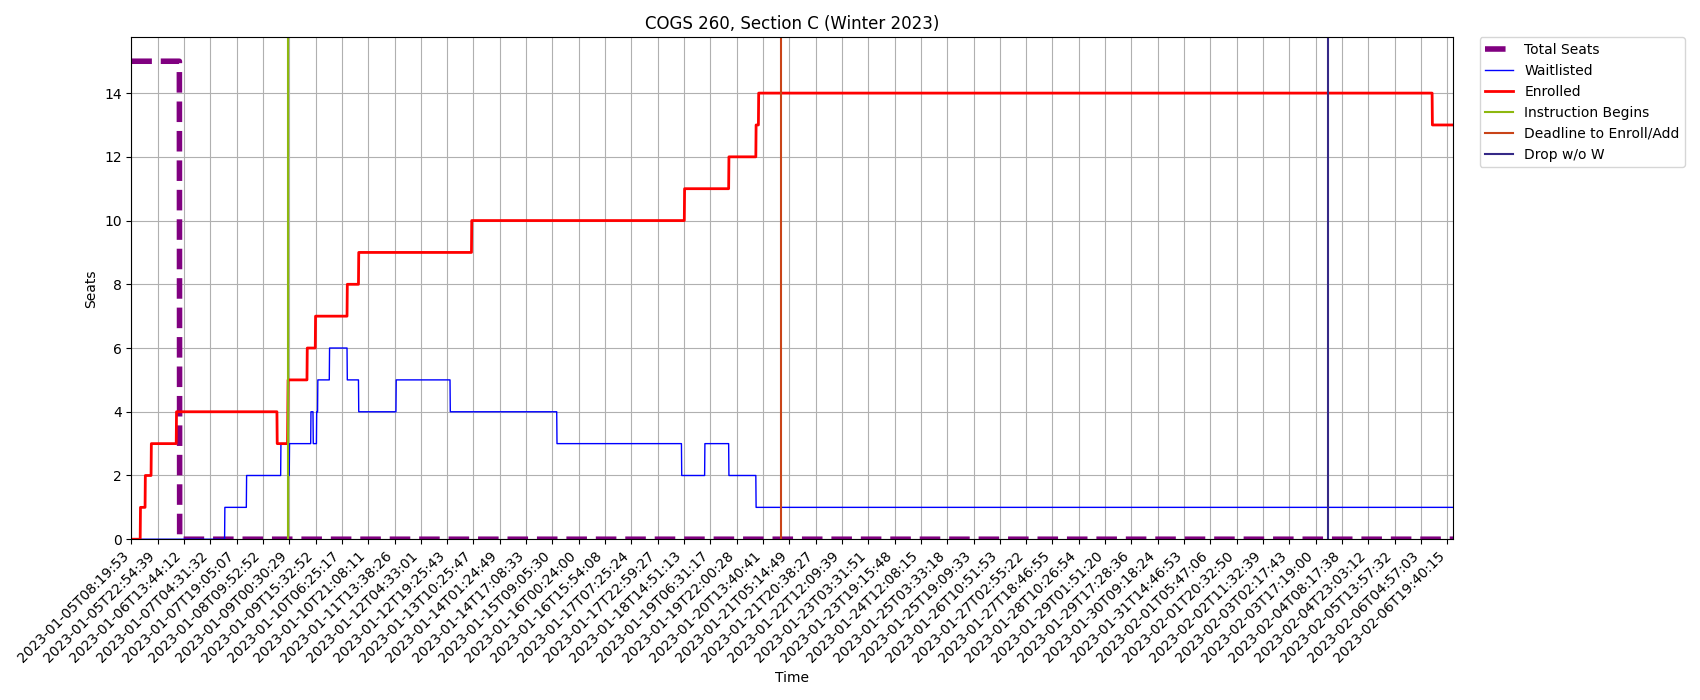 COGS 260, Section C (Winter 2023)
Total Seats
Waitlisted
Enrolled
Instruction Begins
Deadline to Enroll/Add
Drop w/o W
Seats
14
12
10
8
6
4
2
0
2023-01-05T08:19:53
2023-01-05T22:54:39
2023-01-06T13:44:12
2023-01-07T04:31:32
2023-01-07T19:05:07
2023-01-08T09:52:52
2023-01-09T00:30:29
2023-01-09T15:32:52
2023-01-10T06:25:17
2023-01-10T21:08:11
2023-01-11T13:38:26
2023-01-12T04:33:01
2023-01-12T19:25:43
2023-01-13T10:25:47
2023-01-14T01:24:49
2023-01-14T17:08:33
2023-01-15T09:05:30
2023-01-16T00:24:00
2023-01-16T15:54:08
2023-01-17T07:25:24
2023-01-17T22:59:27
2023-01-18T14:51:13
2023-01-19T06:31:17
2023-01-19T22:00:28
2023-01-20T13:40:41
2023-01-21T05:14:49
2023-01-21T20:38:27
2023-01-22T12:09:39
2023-01-23T03:31:51
2023-01-23T19:15:48
2023-01-24T12:08:15
2023-01-25T03:33:18
2023-01-25T19:09:33
2023-01-26T10:51:53
2023-01-27T02:55:22
2023-01-27T18:46:55
2023-01-28T10:26:54
2023-01-29T01:51:20
2023-01-29T17:28:36
2023-01-30T09:18:24
2023-01-31T14:46:53
2023-02-01T05:47:06
2023-02-01T20:32:50
2023-02-02T11:32:39
2023-02-03T02:17:43
2023-02-03T17:19:00
2023-02-04T08:17:38
2023-02-04T23:03:12
2023-02-05T13:57:32
2023-02-06T04:57:03
2023-02-06T19:40:15
Time